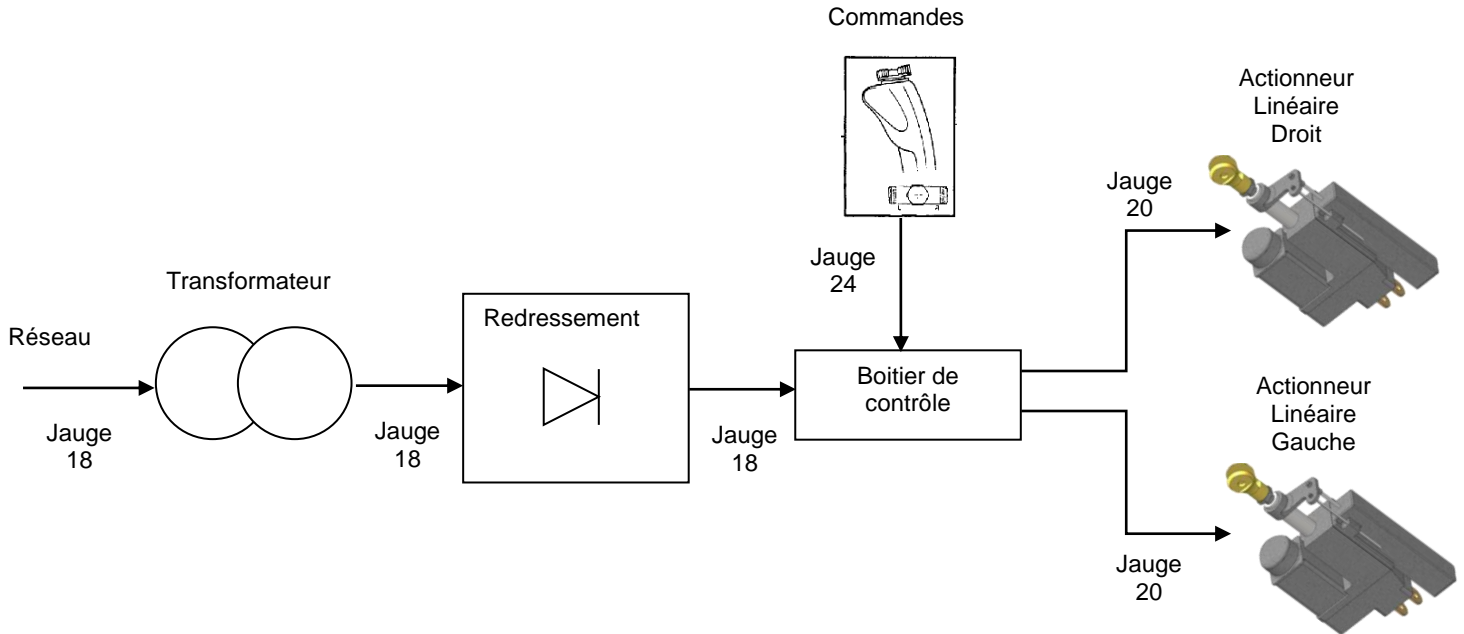 Commandes
Actionneur
Linéaire
Droit
Jauge
20
Jauge
24
Transformateur
Redressement
Réseau
Boitier de
contrôle
Jauge
18
Jauge
18
Jauge
18
Actionneur
Linéaire
Gauche
Jauge
20